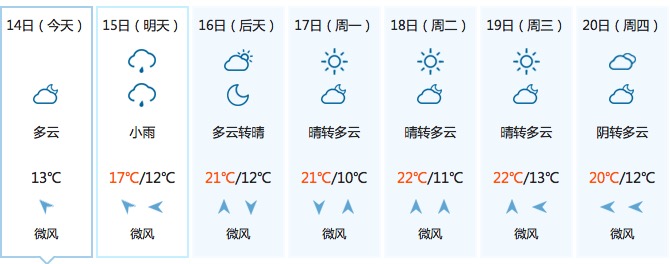 14日（今天）
多云
13℃
微风
15日（明天）
小雨
17℃/12℃
微风
16日（后天）
多云转晴
21℃/12℃
微风
17日（周一）
晴转多云
21℃/10℃
微风
18日（周二）
晴转多云
22℃/11℃
微风
19日（周三）
晴转多云
22℃/13℃
微风
20日（周四）
阴转多云
20℃/12℃
微风